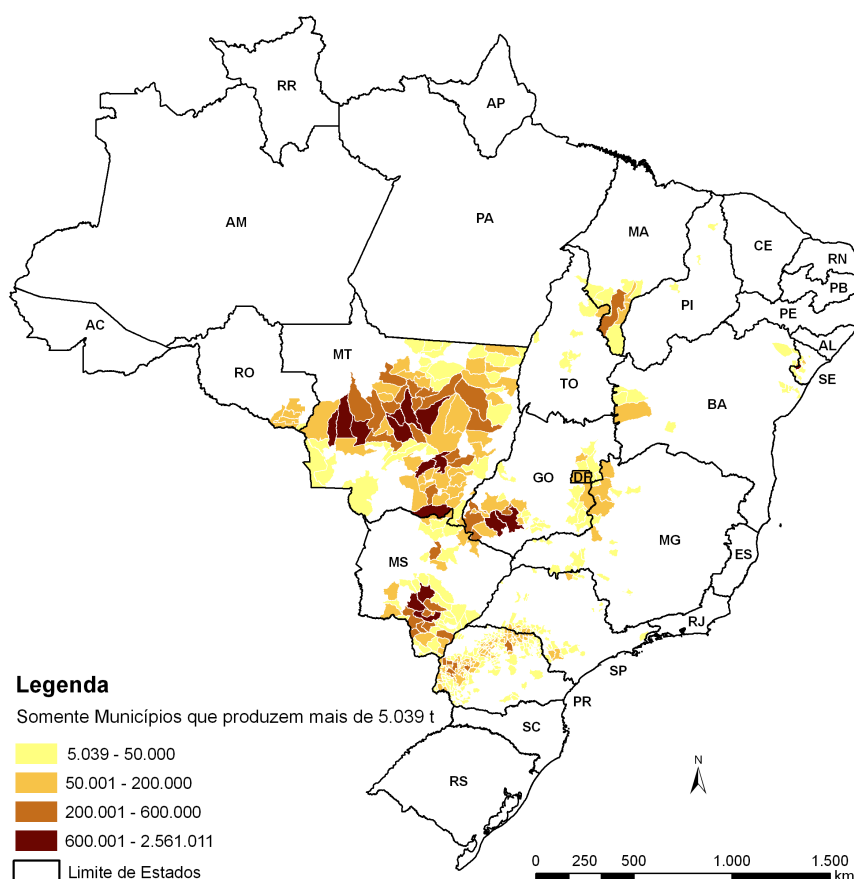 RR
AP
AM
PA
MA
CE
RN
PB
PI
PE
AC
AL
MT
RO
TO
SE
BA
GO
DF
MG
MS
ES
RJ
SP
PR
SC
RS
Legenda
Somente Municípios que produzem mais de 5.039 t
5.039 - 50.000
50.001 - 200.000
200.001 - 600.000
600.001 - 2.561.011
Limite de Estados
N
0 250 500 1.000 1.500
km